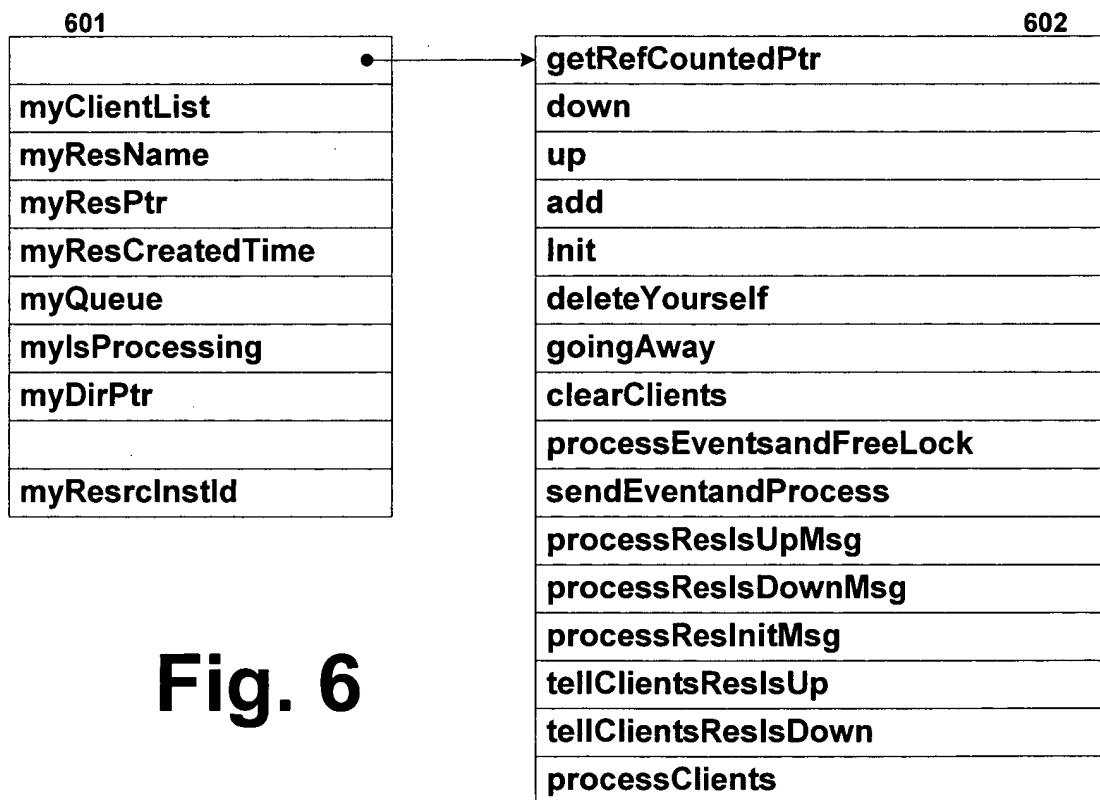 601
myClientList
myResName
myResPtr
myResCreatedTime
myQueue
myIsProcessing
myDirPtr
myResrcInstId
602
getRefCountedPtr
down
up
add
Init
deleteYourself
goingAway
clearClients
processEventsandFreeLock
sendEventandProcess
processResIsUpMsg
processResIsDownMsg
processResInitMsg
tellClientsResIsUp
tellClientsResIsDown
processClients
Fig. 6